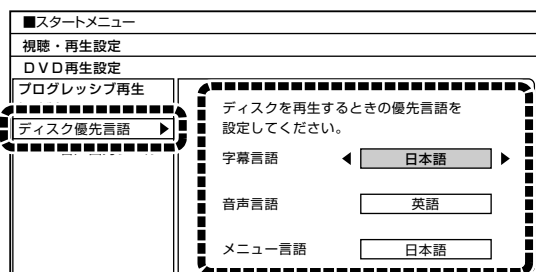 ■スタートメニュー
視聴・再生設定
DVD再生設定
プログレッシブ再生
ディスク優先言語 ▶
ディスクを再生するときの優先言語を
設定してください。
字幕言語 ◀ 日本語 ▶
音声言語 英語
メニュー言語 日本語